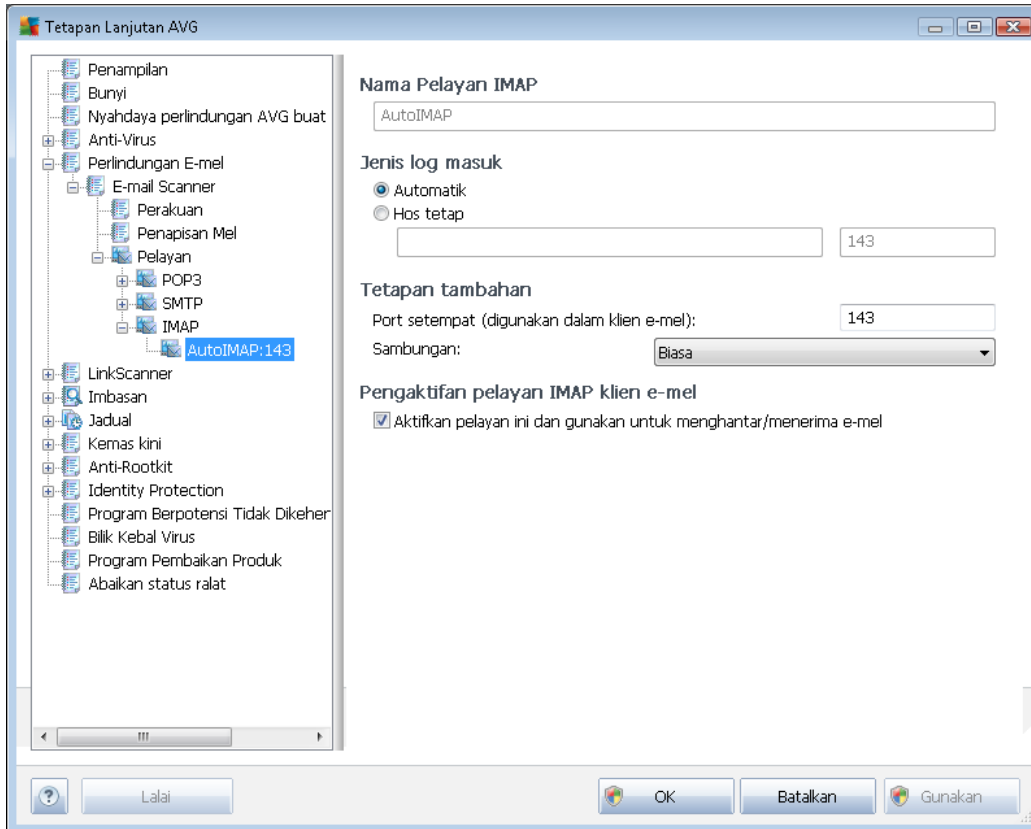 Tetapan Lanjutan AVG
Penampilan
Bunyi
Nyahdaya perlindungan AVG buat
Anti-Virus
Perlindungan E-mel
E-mail Scanner
Perakuan
Penapisan Mel
Pelayan
POP3
SMTP
IMAP
AutoIMAP:143
LinkScanner
Imbasan
Jadual
Kemas kini
Anti-Rootkit
Identity Protection
Program Berpotensi Tidak Dikeher
Bilik Kebal Virus
Program Pembaikan Produk
Abaikan status ralat
Nama Pelayan IMAP
AutoIMAP
Jenis log masuk
Automatik
Hos tetap
143
Tetapan tambahan
Port setempat (digunakan dalam klien e-mel): 143
Sambungan: Biasa
Pengaktifan pelayan IMAP klien e-mel
Aktifkan pelayan ini dan gunakan untuk menghantar/menerima e-mel
? Lalai OK Batalkan Gunakan